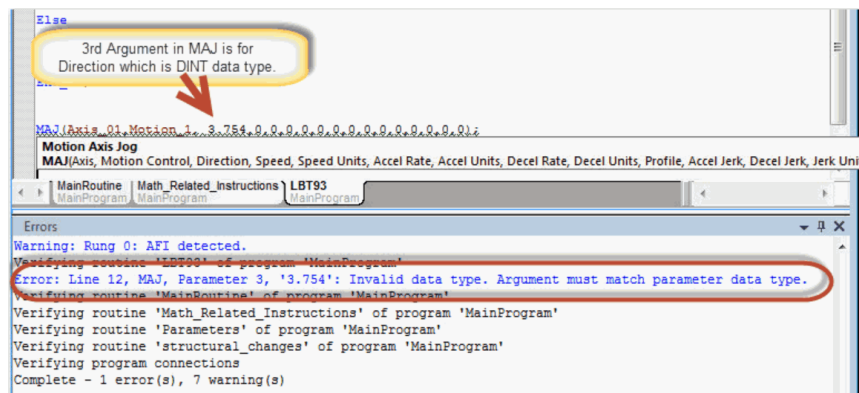 Else
3rd Argument in MAJ is for
Direction which is DINT data type.
MAJ(Axis_01,Motion_1, 3.754,0,0,0,0,0,0,0,0,0,0,0,0,0,0);
Motion Axis Jog
MAJ(Axis, Motion Control, Direction, Speed, Speed Units, Accel Rate, Accel Units, Decel Rate, Decel Units, Profile, Accel Jerk, Decel Jerk, Jerk Uni
MainRoutine
MainProgram
Math_Related_Instructions
MainProgram
LBT93
MainProgram
Errors
Warning: Rung 0: AFI detected.
Verifying routine 'LBT93' of program 'MainProgram'
Error: Line 12, MAJ, Parameter 3, '3.754': Invalid data type. Argument must match parameter data type.
Verifying routine 'MainRoutine' of program 'MainProgram'
Verifying routine 'Math_Related_Instructions' of program 'MainProgram'
Verifying routine 'Parameters' of program 'MainProgram'
Verifying routine 'structural_changes' of program 'MainProgram'
Verifying program connections
Complete - 1 error(s), 7 warning(s)